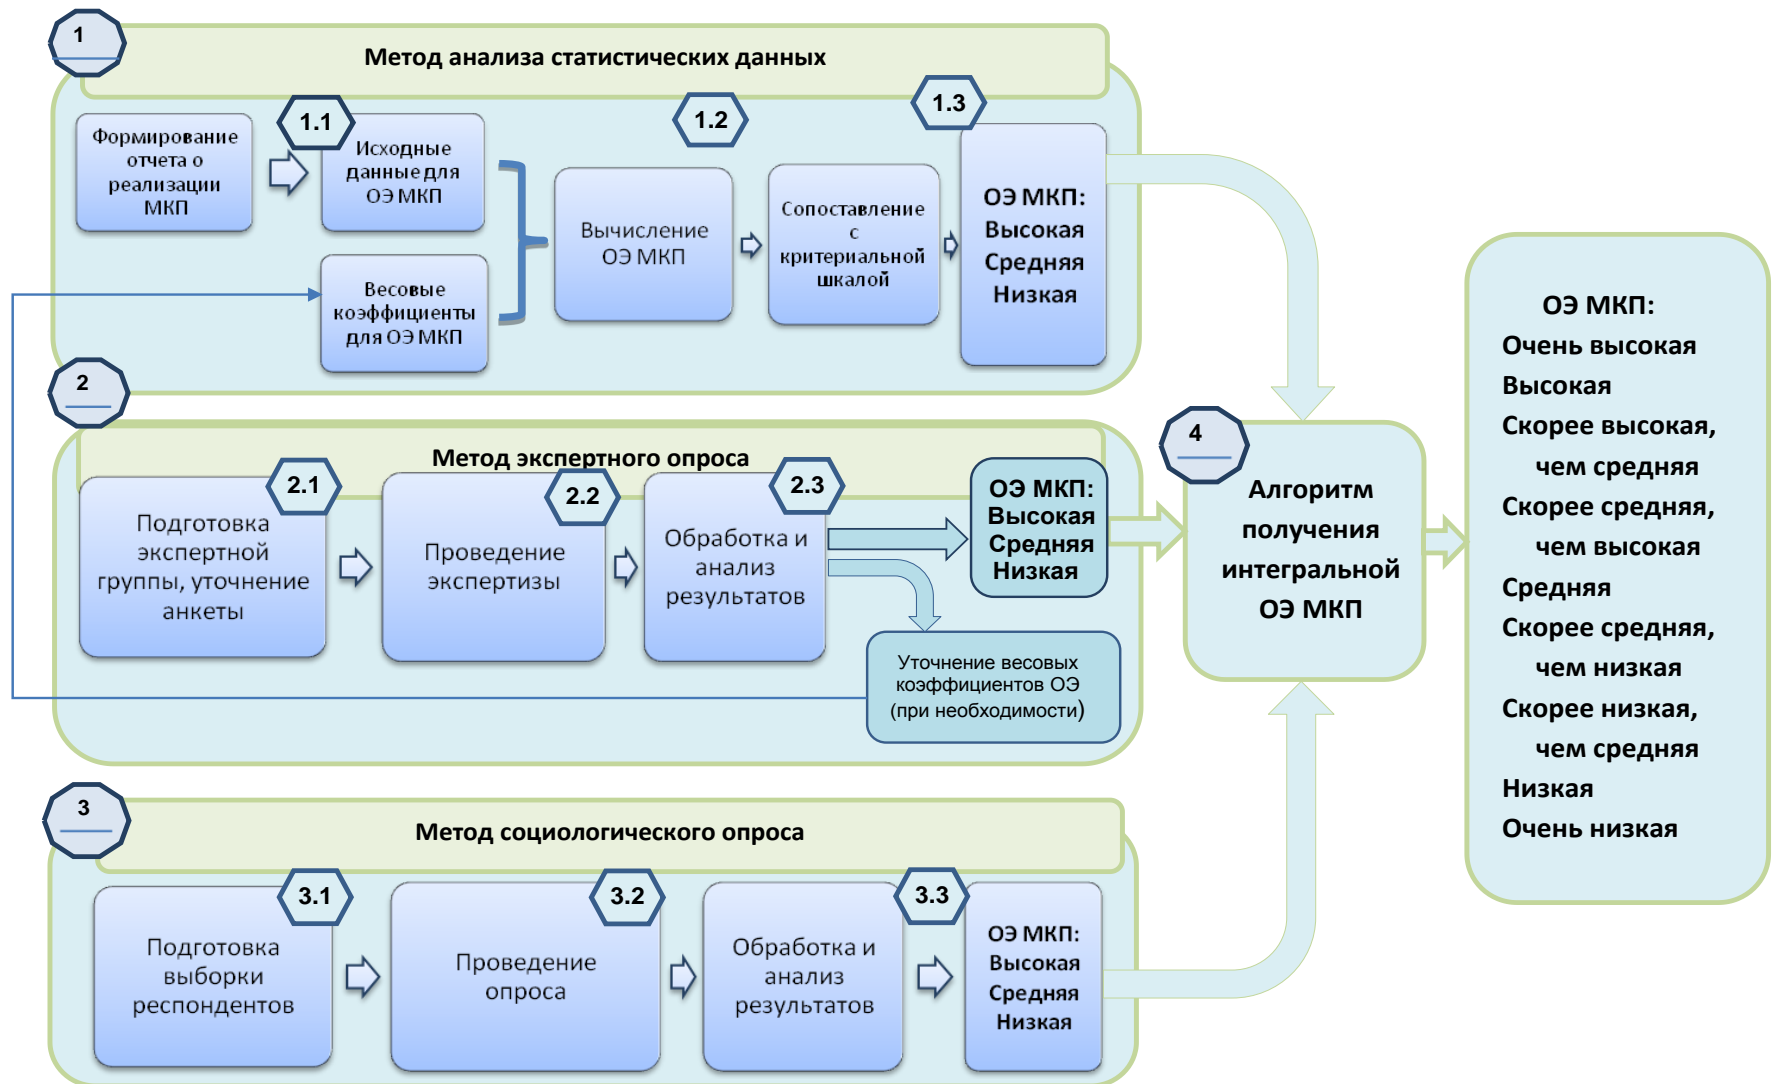 1
Метод анализа статистических данных
1.1
1.2
1.3
Формирование
отчета о
реализации
МКП
Исходные
данные для
ОЭ МКП
Весовые
коэффициенты
для ОЭ МКП
Вычисление
ОЭ МКП
Сопоставление
с
критериальной
шкалой
ОЭ МКП:
Высокая
Средняя
Низкая
2
Метод экспертного опроса
2.1
2.2
2.3
Подготовка
экспертной
группы, уточнение
анкеты
Проведение
экспертизы
Обработка и
анализ
результатов
ОЭ МКП:
Высокая
Средняя
Низкая
Уточнение весовых
коэффициентов ОЭ
(при необходимости)
3
Метод социологического опроса
3.1
3.2
3.3
Подготовка
выборки
респондентов
Проведение
опроса
Обработка и
анализ
результатов
ОЭ МКП:
Высокая
Средняя
Низкая
4
Алгоритм
получения
интегральной
ОЭ МКП
ОЭ МКП:
Очень высокая
Высокая
Скорее высокая,
чем средняя
Скорее средняя,
чем высокая
Средняя
Скорее средняя,
чем низкая
Скорее низкая,
чем средняя
Низкая
Очень низкая